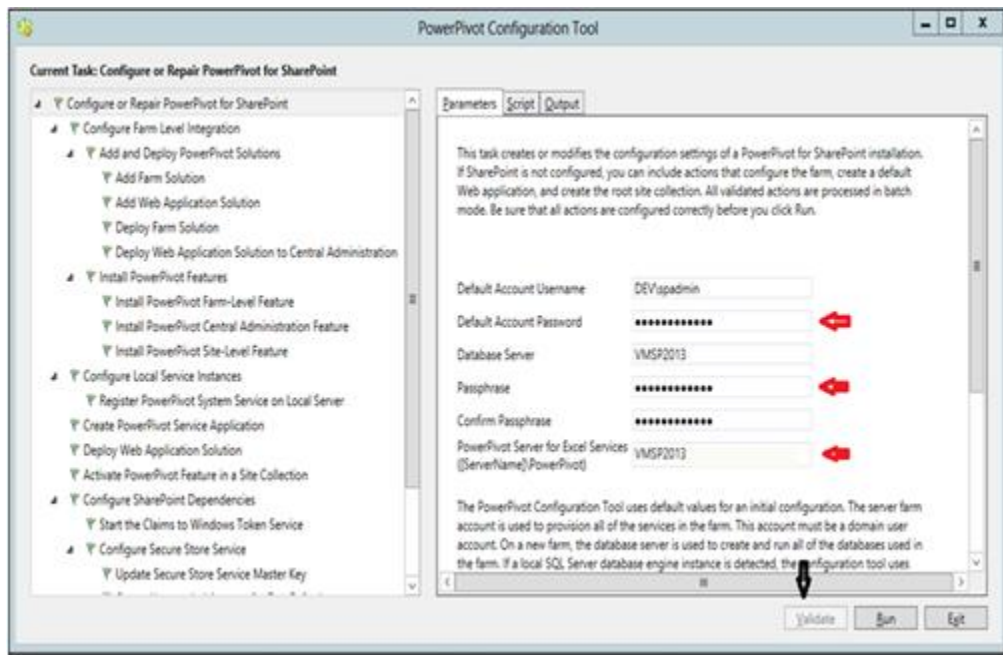 PowerPivot Configuration Tool
Current Task: Configure or Repair PowerPivot for SharePoint
Configure or Repair PowerPivot for SharePoint
Configure Farm Level Integration
Add and Deploy PowerPivot Solutions
Add Farm Solution
Add Web Application Solution
Deploy Farm Solution
Deploy Web Application Solution to Central Administration
Install PowerPivot Features
Install PowerPivot Farm-Level Feature
Install PowerPivot Central Administration Feature
Install PowerPivot Site-Level Feature
Configure Local Service Instances
Register PowerPivot System Service on Local Server
Create PowerPivot Service Application
Deploy Web Application Solution
Activate PowerPivot Feature in a Site Collection
Configure SharePoint Dependencies
Start the Claims to Windows Token Service
Configure Secure Store Service
Update Secure Store Service Master Key
Parameters Script Output
This task creates or modifies the configuration settings of a PowerPivot for SharePoint installation.
If SharePoint is not configured, you can include actions that configure the farm, create a default
Web application, and create the root site collection. All validated actions are processed in batch
mode. Be sure that all actions are configured correctly before you click Run.
Default Account Username DEV\spadmin
Default Account Password ••••••••••••
Database Server VMSP2013
Passphrase ••••••••••••
Confirm Passphrase ••••••••••••
PowerPivot Server for Excel Services
([ServerName]\PowerPivot) VMSP2013
The PowerPivot Configuration Tool uses default values for an initial configuration. The server farm
account is used to provision all of the services in the farm. This account must be a domain user
account. On a new farm, the database server is used to create and run all of the databases used in
the farm. If a local SQL Server database engine instance is detected, the configuration tool uses
Validate Run Exit